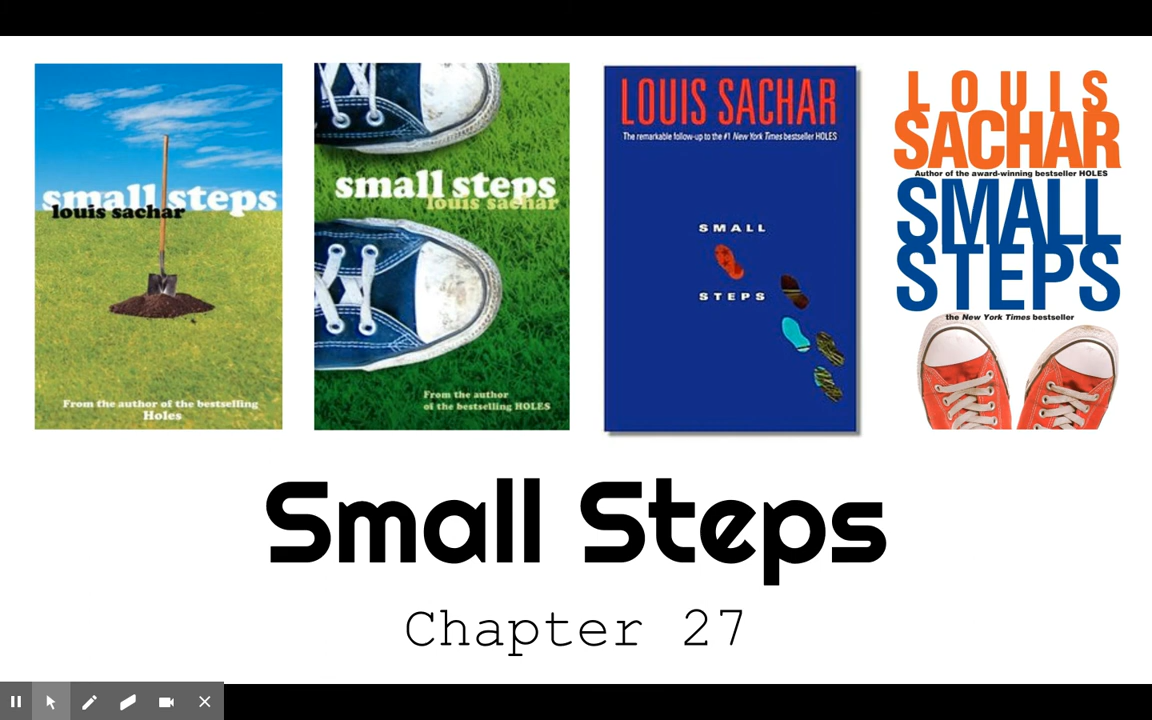 small steps
louis sachar
From the author of the bestselling
Holes
small steps
louis sachar
From the author
of the bestselling HOLES
LOUIS SACHAR
The remarkable follow-up to the #1 New York Times bestseller HOLES
SMALL
STEPS
LOUIS
SACHAR
Author of the award-winning bestseller HOLES
SMALL
STEPS
the New York Times bestseller
Small Steps
Chapter 27